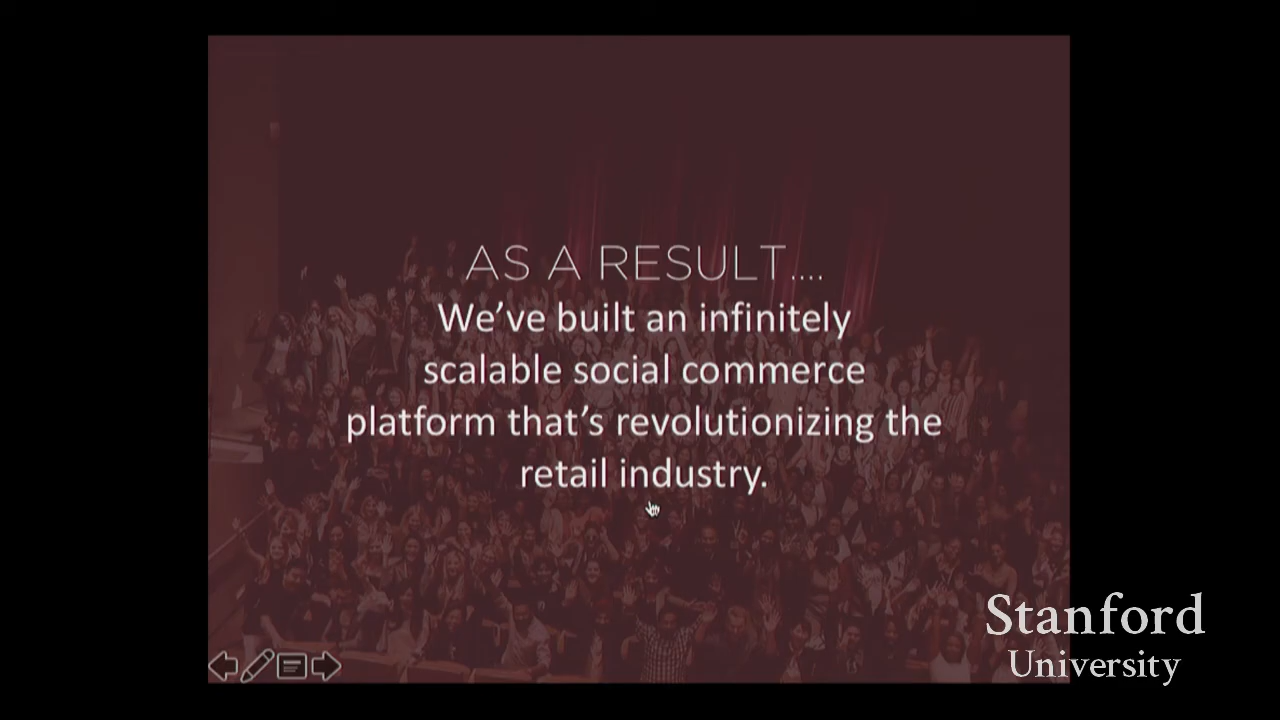 AS A RESULT....
We’ve built an infinitely
scalable social commerce
platform that’s revolutionizing the
retail industry.
Stanford
University